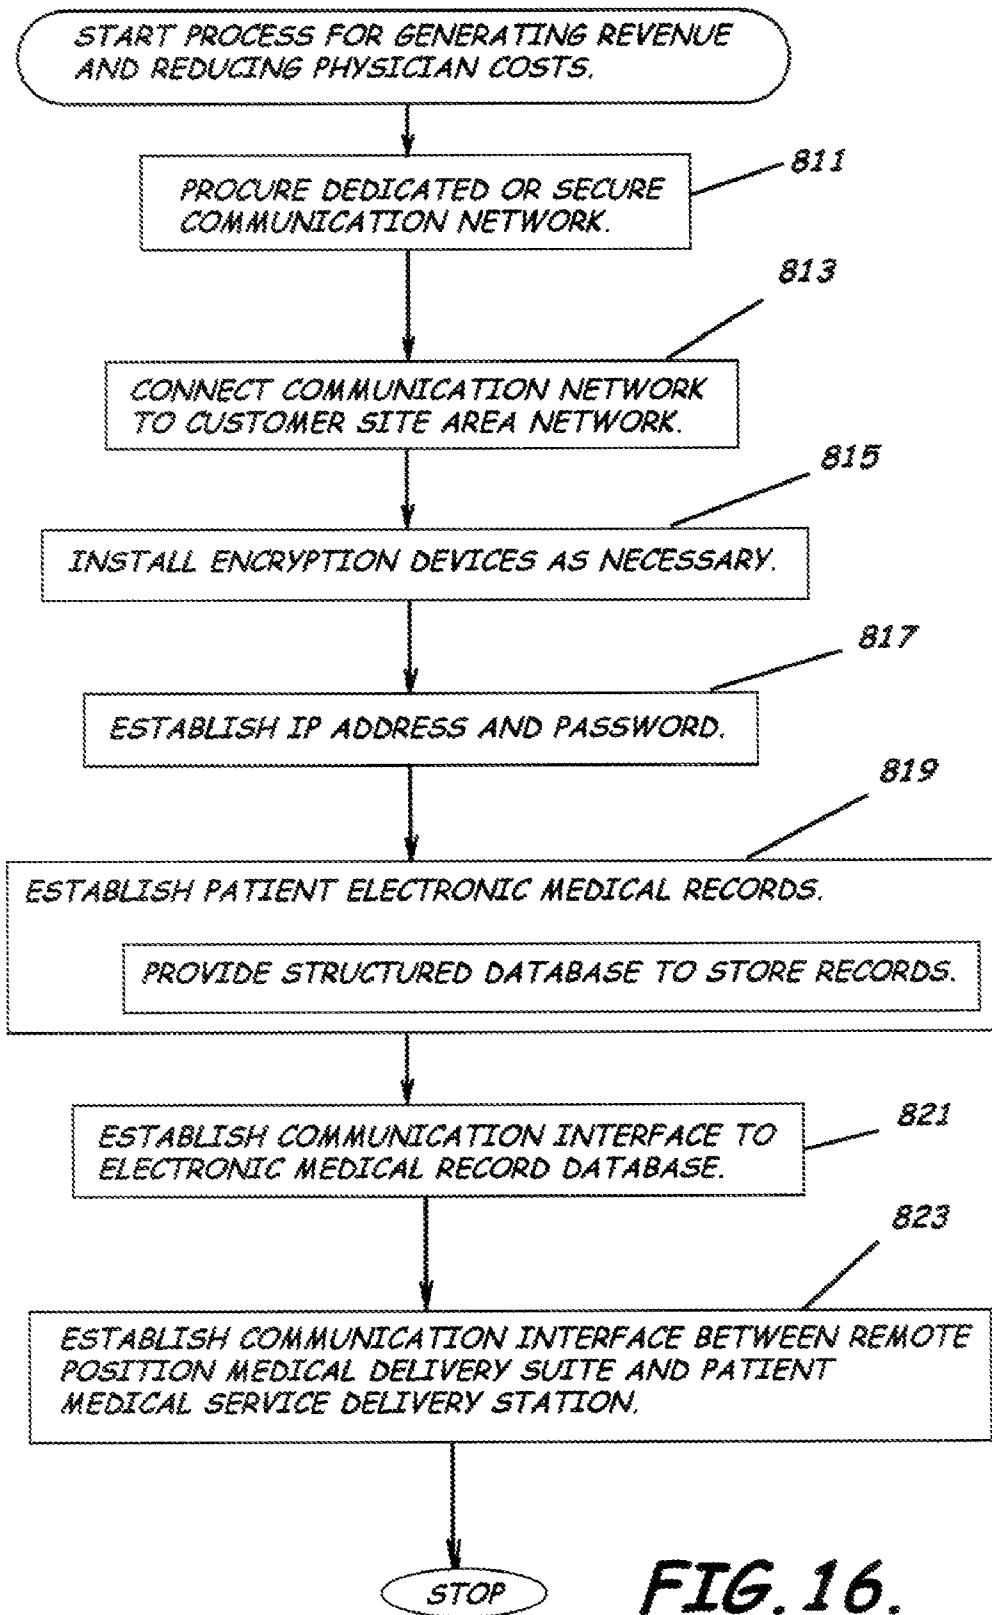 START PROCESS FOR GENERATING REVENUE
AND REDUCING PHYSICIAN COSTS.
811
PROCURE DEDICATED OR SECURE
COMMUNICATION NETWORK.
813
CONNECT COMMUNICATION NETWORK
TO CUSTOMER SITE AREA NETWORK.
815
INSTALL ENCRYPTION DEVICES AS NECESSARY.
817
ESTABLISH IP ADDRESS AND PASSWORD.
819
ESTABLISH PATIENT ELECTRONIC MEDICAL RECORDS.
PROVIDE STRUCTURED DATABASE TO STORE RECORDS.
821
ESTABLISH COMMUNICATION INTERFACE TO
ELECTRONIC MEDICAL RECORD DATABASE.
823
ESTABLISH COMMUNICATION INTERFACE BETWEEN REMOTE
POSITION MEDICAL DELIVERY SUITE AND PATIENT
MEDICAL SERVICE DELIVERY STATION.
STOP
FIG. 16.